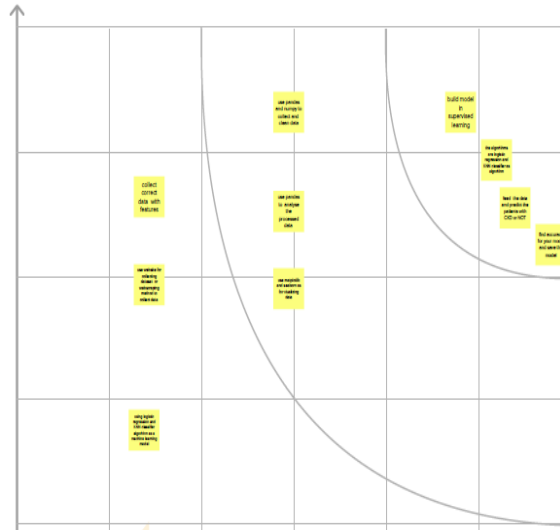 use pandas
and numpy to
collect and
clean data
build model
in
supervised
learning
the algorithms
are logistic
regression and
KNN classifier as
algorithm
collect
correct
data with
features
use pandas
to analyse
the
processed
data
feed the data
and predict the
patients with
CKD or NOT
find accuracy
for your
and save
model
use website for
collecting
dataset or
webscraping
method to
collect data
use matplotlib
and seaborn as
for visualizing
data
using logistic
regression and
KNN classifier
algorithm as a
machine learning
model